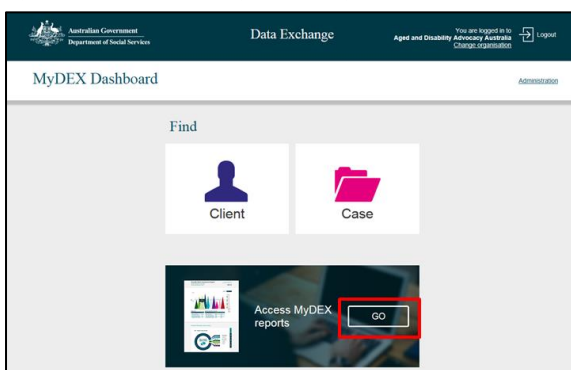 Australian Government
Department of Social Services
Data Exchange
You are logged in to
Aged and Disability Advocacy Australia
Change organisation
Logout
MyDEX Dashboard
Administration
Find
Client
Case
Access MyDEX
reports
GO